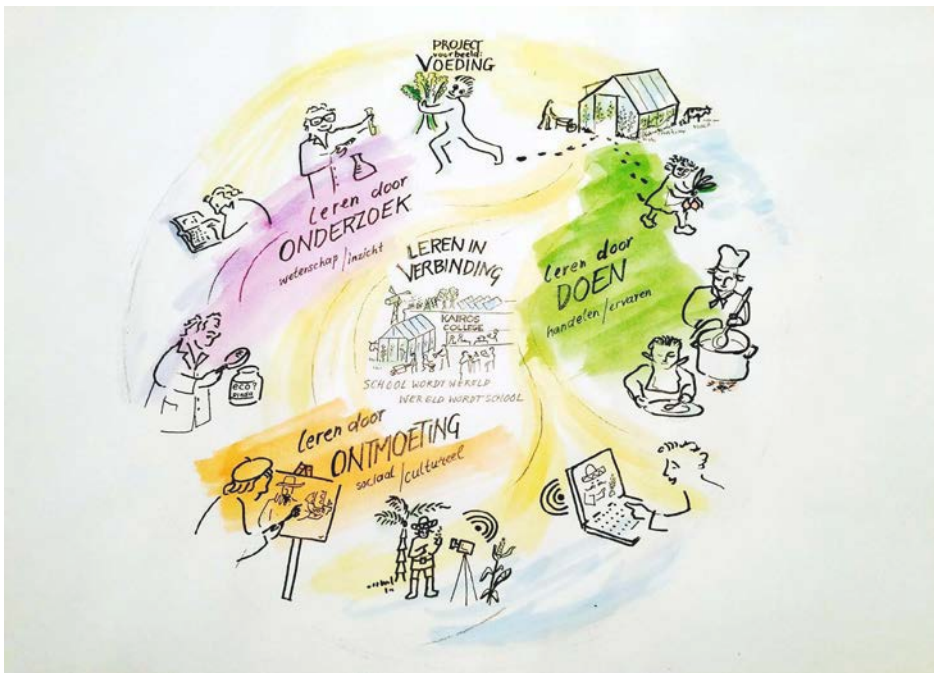 PROJECT
voorbeeld:
VOEDING
leren door
ONDERZOEK
wetenschap/inzicht
LEREN IN
VERBINDING
KAIROS
COLLEGE
SCHOOL WORDT WERELD
WERELD WORDT SCHOOL
leren door
DOEN
handelen/ervaren
eco?
leren door
ONTMOETING
sociaal/cultureel